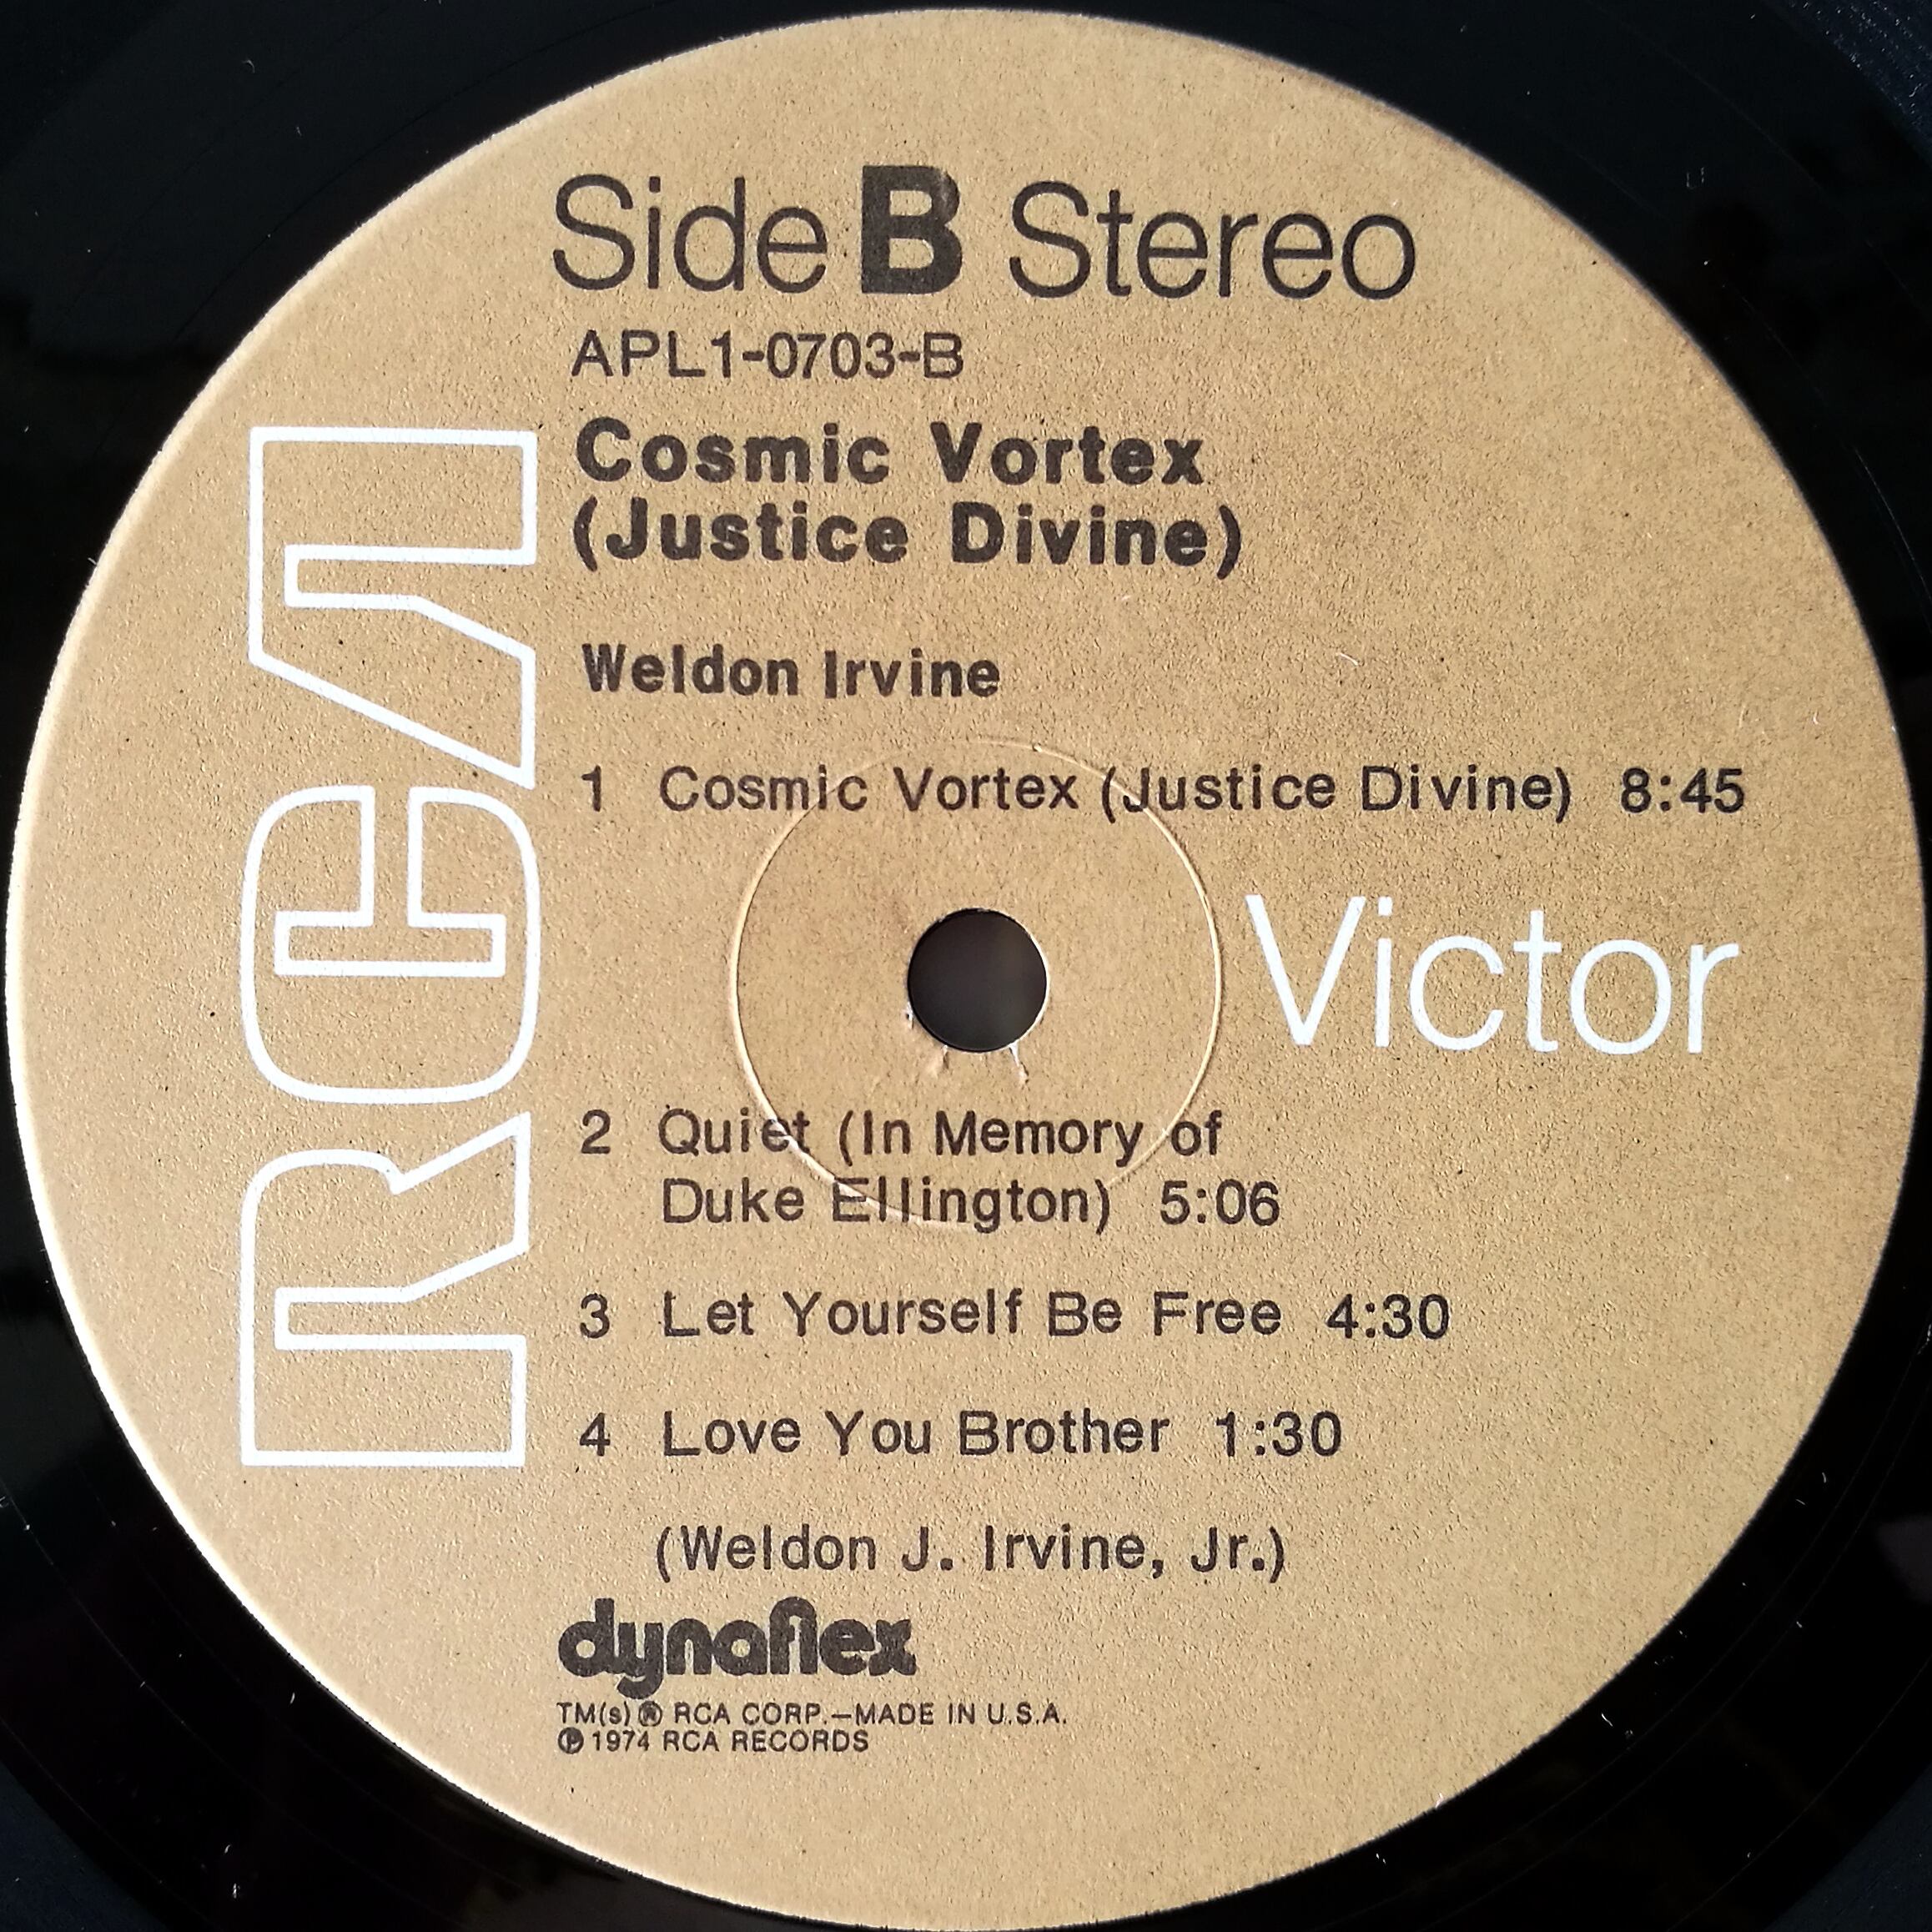 Side B Stereo
APL1-0703-B
Cosmic Vortex
(Justice Divine)
Weldon Irvine
1 Cosmic Vortex (Justice Divine) 8:45
RCA
Victor
2 Quiet (In Memory of
Duke Ellington) 5:06
3 Let Yourself Be Free 4:30
4 Love You Brother 1:30
(Weldon J. Irvine, Jr.)
dynaflex
TM(s) ® RCA CORP.—MADE IN U.S.A.
℗ 1974 RCA RECORDS